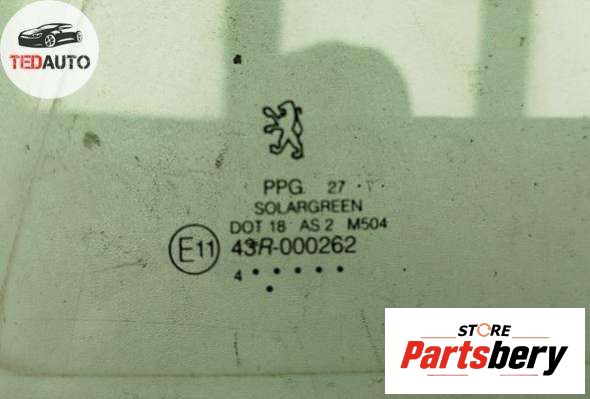 TEDAUTO
PPG 27
SOLARGREEN
DOT 18 AS 2 M504
E11 43R-000262
4 • • • • •
•
STORE
Partsbery